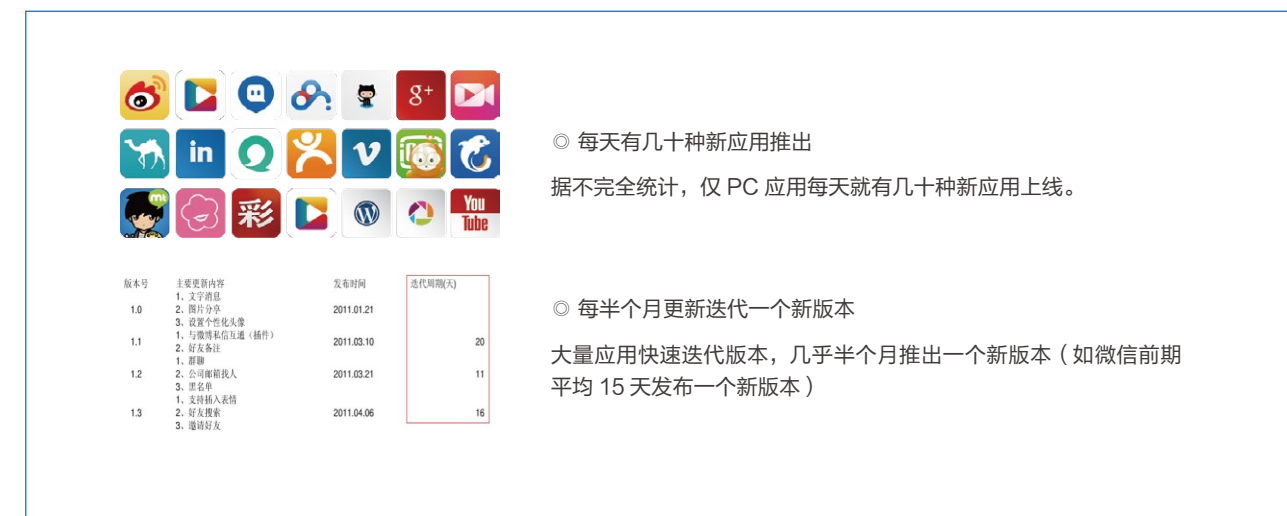 g+
in
v
mt
彩
You
Tube
◎ 每天有几十种新应用推出
据不完全统计，仅 PC 应用每天就有几十种新应用上线。
版本号 主要更新内容 发布时间 迭代周期(天)
1、文字消息
1.0 2、图片分享 2011.01.21
3、设置个性化头像
1、与微博私信互通（插件）
1.1 2011.03.10 20
2、好友备注
1、群聊
1.2 2、公司邮箱找人 2011.03.21 11
3、黑名单
1、支持插入表情
1.3 2、好友搜索 2011.04.06 16
3、邀请好友
◎ 每半个月更新迭代一个新版本
大量应用快速迭代版本，几乎半个月推出一个新版本（如微信前期
平均 15 天发布一个新版本）